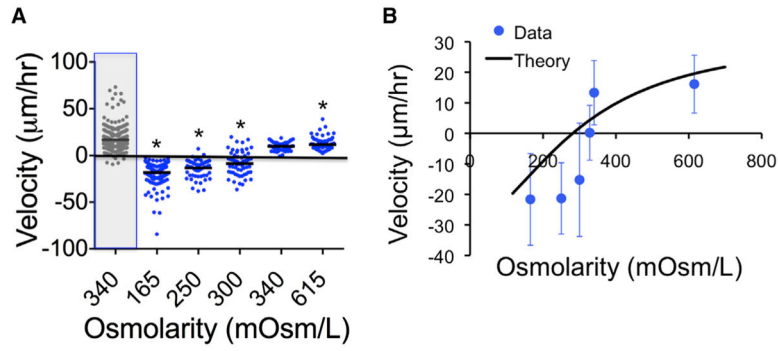 A
Velocity (μm/hr)
100
50
0
-50
-100
* * * *
340 165 250 300 340 615
Osmolarity (mOsm/L)
B
Data
Theory
Velocity (μm/hr)
30
20
10
0
-10
-20
-30
-40
0 200 400 600 800
Osmolarity (mOsm/L)